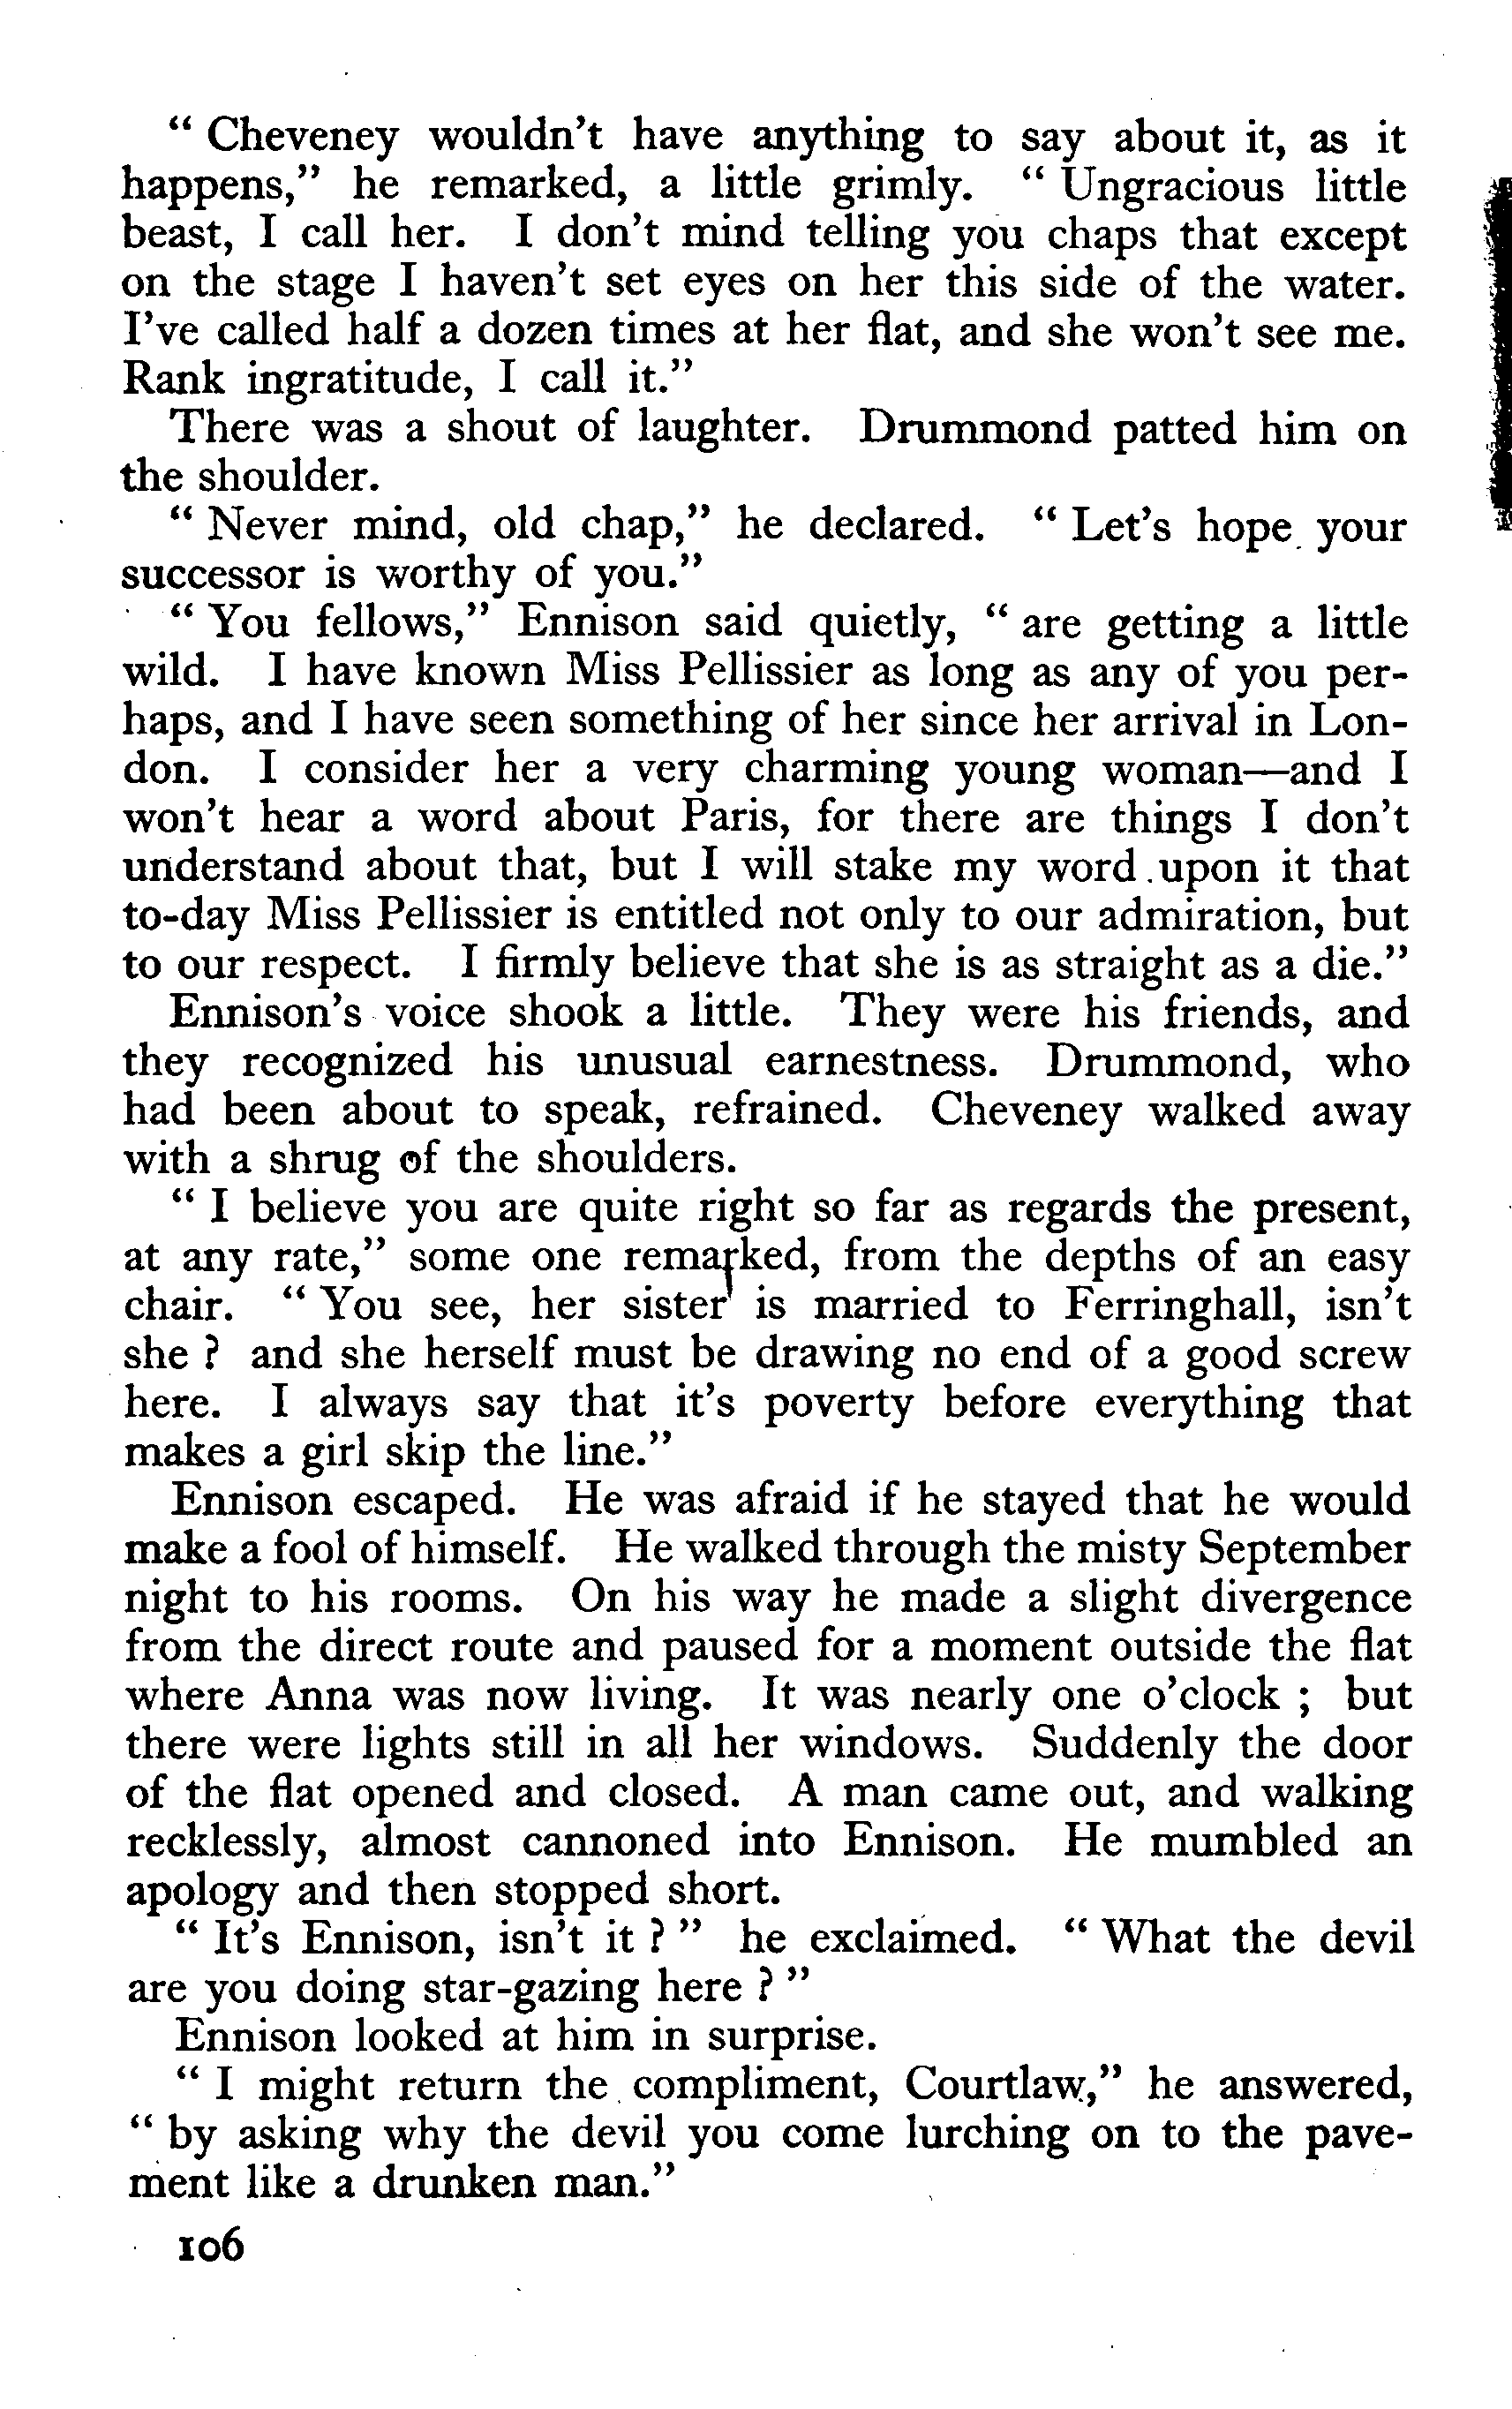 “ Cheveney wouldn't have anything to say about it, as it
happens,” he remarked, a little grimly. “ Ungracious little
beast, I call her. I don't mind telling you chaps that except
on the stage I haven't set eyes on her this side of the water.
I've called half a dozen times at her flat, and she won't see me.
Rank ingratitude, I call it.”
There was a shout of laughter. Drummond patted him on
the shoulder.
“ Never mind, old chap,” he declared. “ Let's hope your
successor is worthy of you.”
“ You fellows,” Ennison said quietly, “ are getting a little
wild. I have known Miss Pellissier as long as any of you per-
haps, and I have seen something of her since her arrival in Lon-
don. I consider her a very charming young woman—and I
won't hear a word about Paris, for there are things I don't
understand about that, but I will stake my word upon it that
to-day Miss Pellissier is entitled not only to our admiration, but
to our respect. I firmly believe that she is as straight as a die.”
Ennison's voice shook a little. They were his friends, and
they recognized his unusual earnestness. Drummond, who
had been about to speak, refrained. Cheveney walked away
with a shrug of the shoulders.
“ I believe you are quite right so far as regards the present,
at any rate,” some one remarked, from the depths of an easy
chair. “ You see, her sister is married to Ferringhall, isn't
she ? and she herself must be drawing no end of a good screw
here. I always say that it's poverty before everything that
makes a girl skip the line.”
Ennison escaped. He was afraid if he stayed that he would
make a fool of himself. He walked through the misty September
night to his rooms. On his way he made a slight divergence
from the direct route and paused for a moment outside the flat
where Anna was now living. It was nearly one o'clock ; but
there were lights still in all her windows. Suddenly the door
of the flat opened and closed. A man came out, and walking
recklessly, almost cannoned into Ennison. He mumbled an
apology and then stopped short.
“ It's Ennison, isn't it ? ” he exclaimed. “ What the devil
are you doing star-gazing here ? ”
Ennison looked at him in surprise.
“ I might return the compliment, Courtlaw,” he answered,
“ by asking why the devil you come lurching on to the pave-
ment like a drunken man.”
106